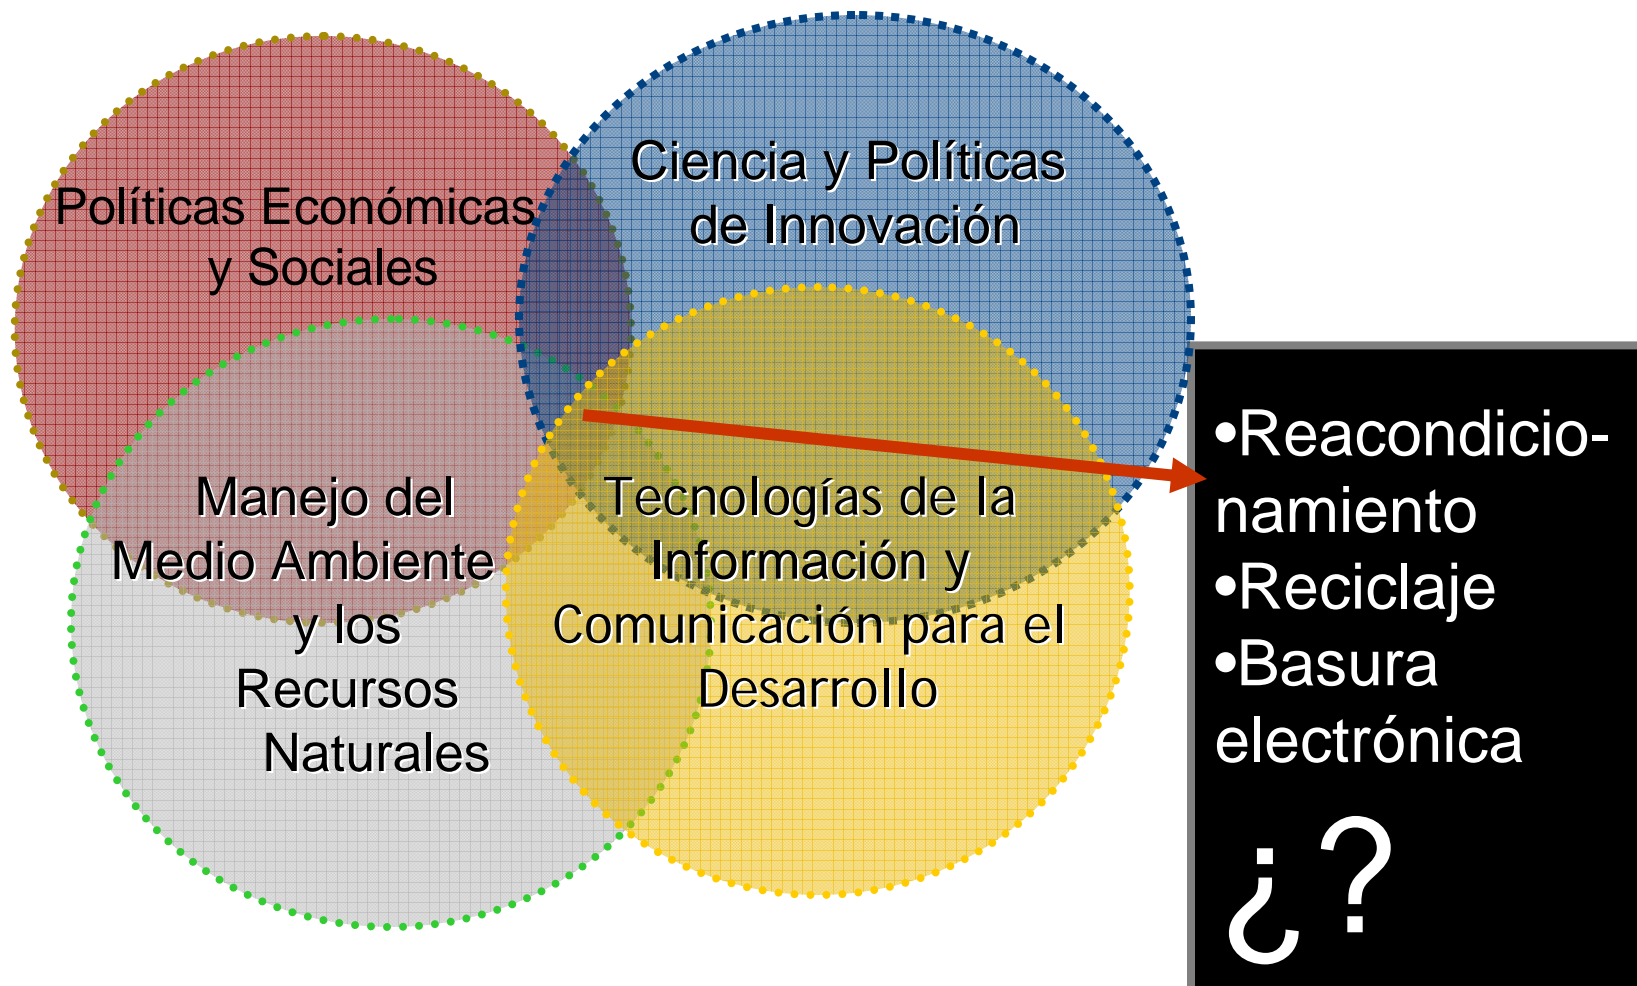 Políticas Económicas
y Sociales
Ciencia y Políticas
de Innovación
Manejo del
Medio Ambiente
y los
Recursos
Naturales
Tecnologías de la
Información y
Comunicación para el
Desarrollo
•Reacondicio-
namiento
•Reciclaje
•Basura
electrónica
¿?